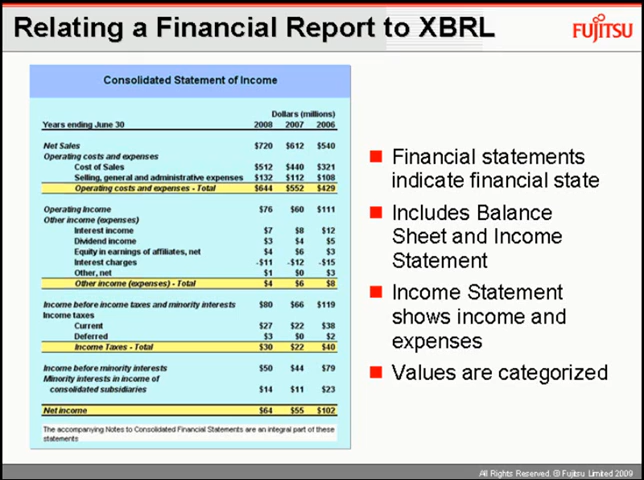 Relating a Financial Report to XBRL
FUJITSU
Consolidated Statement of Income
Dollars (millions)
Years ending June 30 2008 2007 2006
Net Sales $720 $612 $540
Operating costs and expenses
Cost of Sales $512 $440 $321
Selling, general and administrative expenses $132 $112 $108
Operating costs and expenses - Total $644 $552 $429
Operating Income $76 $60 $111
Other income (expenses)
Interest income $7 $8 $12
Dividend income $3 $4 $5
Equity in earnings of affiliates, net $4 $6 $3
Interest charges -$11 -$12 -$15
Other, net $1 $0 $3
Other income (expenses) - Total $4 $6 $8
Income before income taxes and minority interests $80 $66 $119
Income taxes
Current $27 $22 $38
Deferred $3 $0 $2
Income Taxes - Total $30 $22 $40
Income before minority interests $50 $44 $79
Minority interests in income of
consolidated subsidiaries $14 $11 $23
Net income $64 $55 $102
The accompanying Notes to Consolidated Financial Statements are an integral part of these
statements
Financial statements
indicate financial state
Includes Balance
Sheet and Income
Statement
Income Statement
shows income and
expenses
Values are categorized
All Rights Reserved. © Fujitsu Limited 2009